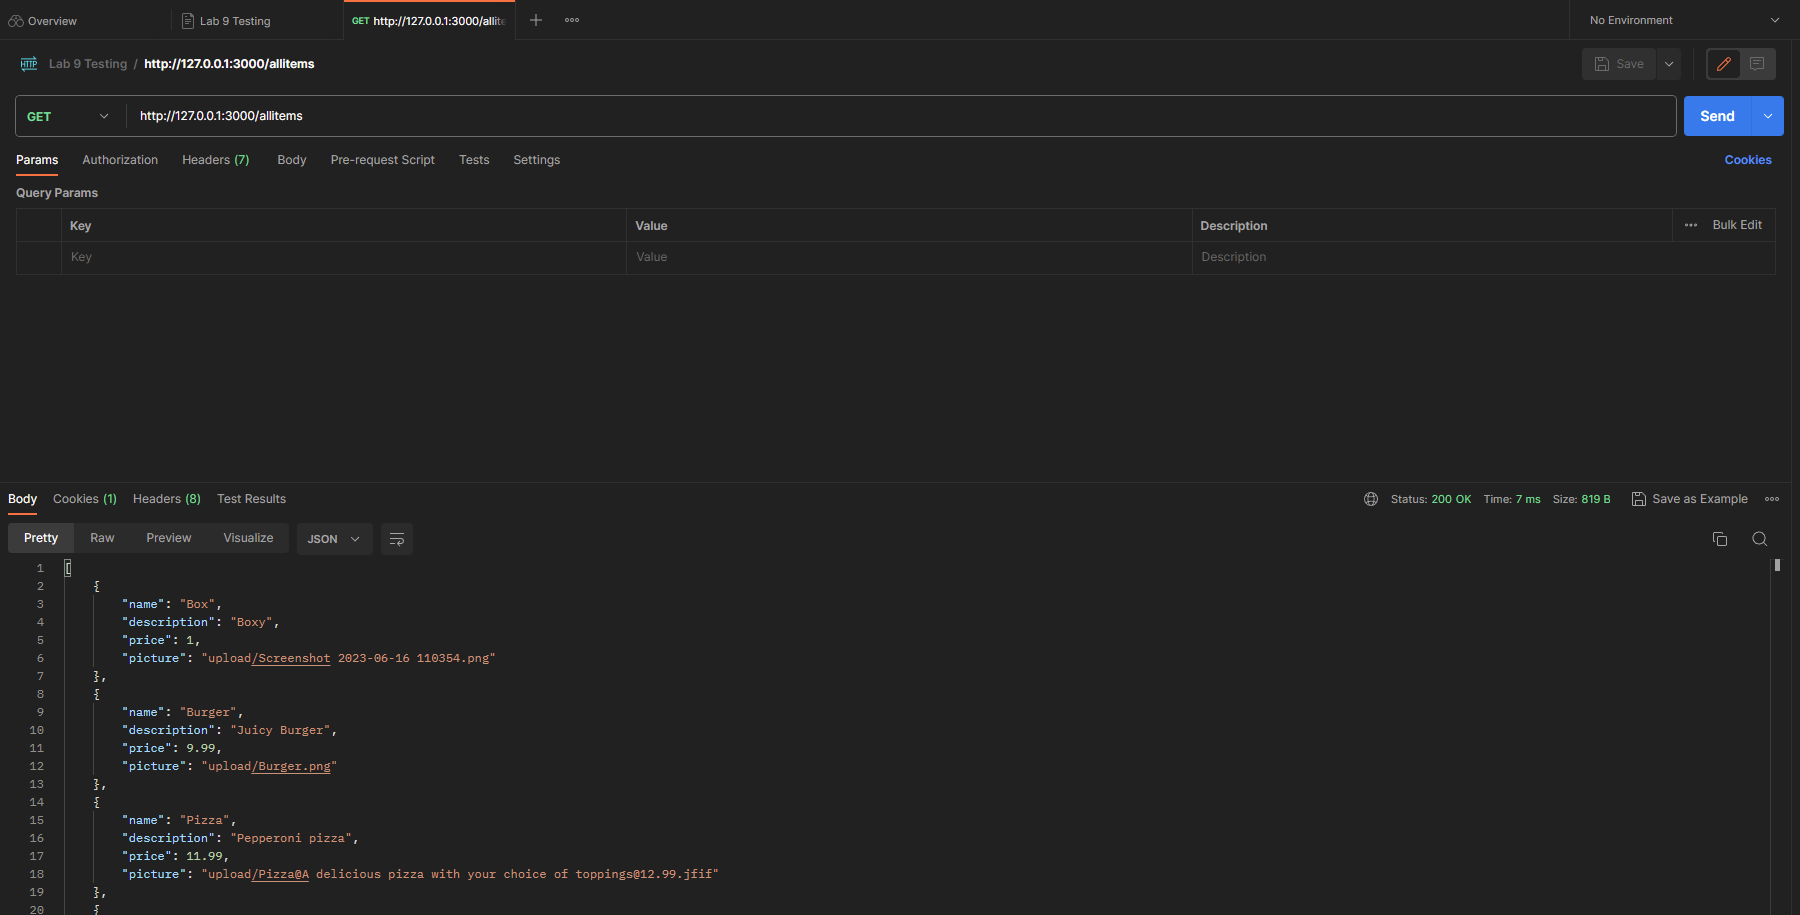 Overview
Lab 9 Testing
GET http://127.0.0.1:3000/allite
No Environment
HTTP Lab 9 Testing / http://127.0.0.1:3000/allitems
Save
GET http://127.0.0.1:3000/allitems
Send
Params Authorization Headers (7) Body Pre-request Script Tests Settings
Cookies
Query Params
Key Value Description Bulk Edit
Key Value Description
Body Cookies (1) Headers (8) Test Results
Status: 200 OK Time: 7 ms Size: 819 B Save as Example
Pretty Raw Preview Visualize JSON
1 [
2 {
3 "name": "Box",
4 "description": "Boxy",
5 "price": 1,
6 "picture": "upload/Screenshot 2023-06-16 110354.png"
7 },
8 {
9 "name": "Burger",
10 "description": "Juicy Burger",
11 "price": 9.99,
12 "picture": "upload/Burger.png"
13 },
14 {
15 "name": "Pizza",
16 "description": "Pepperoni pizza",
17 "price": 11.99,
18 "picture": "upload/Pizza@A delicious pizza with your choice of toppings@12.99.jfif"
19 },
20 {